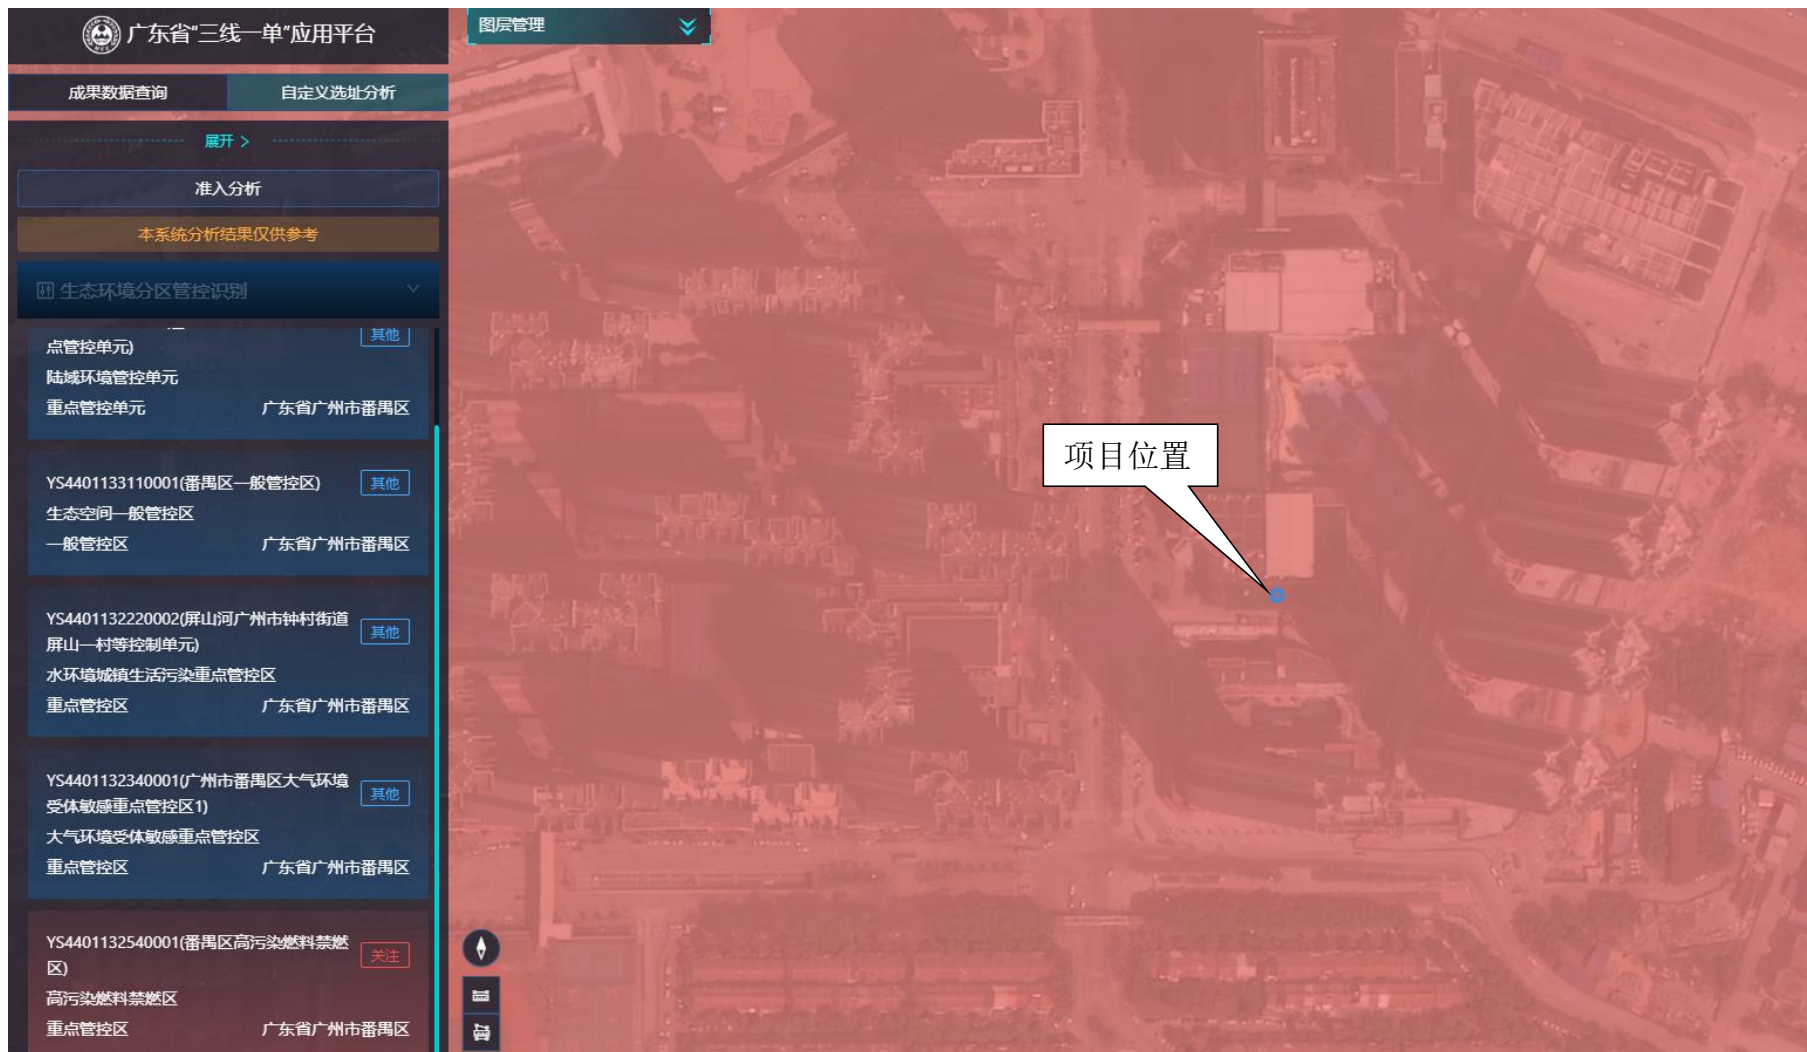 广东省“三线一单”应用平台
成果数据查询
自定义选址分析
展开 >
准入分析
本系统分析结果仅供参考
生态环境分区管控识别
点管控单元)
其他
陆域环境管控单元
重点管控单元
广东省广州市番禺区
YS4401133110001(番禺区一般管控区)
其他
生态空间一般管控区
一般管控区
广东省广州市番禺区
YS4401132220002(屏山河广州市钟村街道
屏山一村等控制单元)
其他
水环境城镇生活污染重点管控区
重点管控区
广东省广州市番禺区
YS4401132340001(广州市番禺区大气环境
受体敏感重点管控区1)
其他
大气环境受体敏感重点管控区
重点管控区
广东省广州市番禺区
YS4401132540001(番禺区高污染燃料禁燃
区)
关注
高污染燃料禁燃区
重点管控区
广东省广州市番禺区
图层管理
项目位置